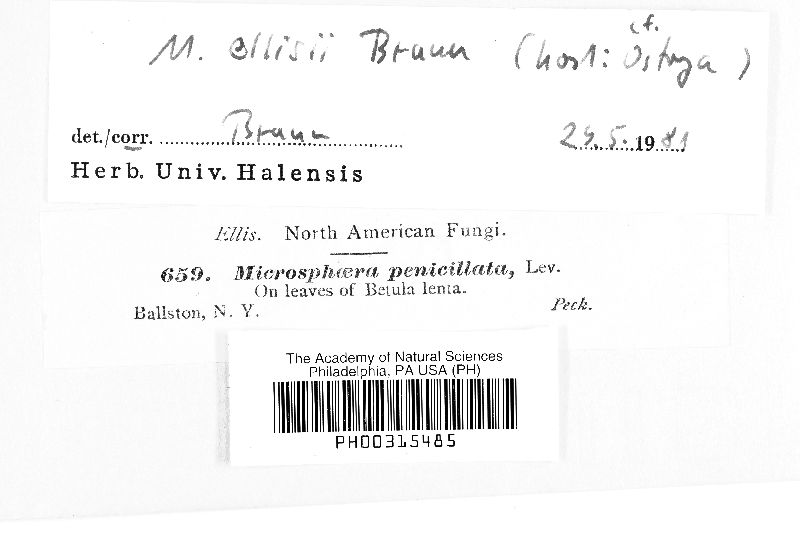 M. ellisii Braun (host: cf. Ostrya)
det./corr. Braun 29.5.1981
Herb. Univ. Halensis
Ellis. North American Fungi.
659. Microsphæra penicillata, Lev.
On leaves of Betula lenta.
Ballston, N. Y. Peck.
The Academy of Natural Sciences
Philadelphia, PA USA (PH)
PH00315485